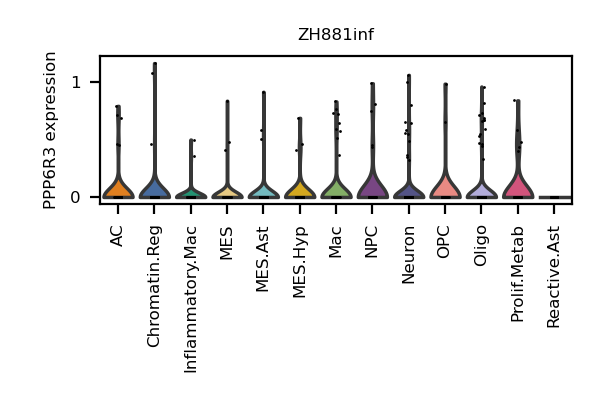 ZH881inf
PPP6R3 expression
1
0
AC
Chromatin.Reg
Inflammatory.Mac
MES
MES.Ast
MES.Hyp
Mac
NPC
Neuron
OPC
Oligo
Prolif.Metab
Reactive.Ast